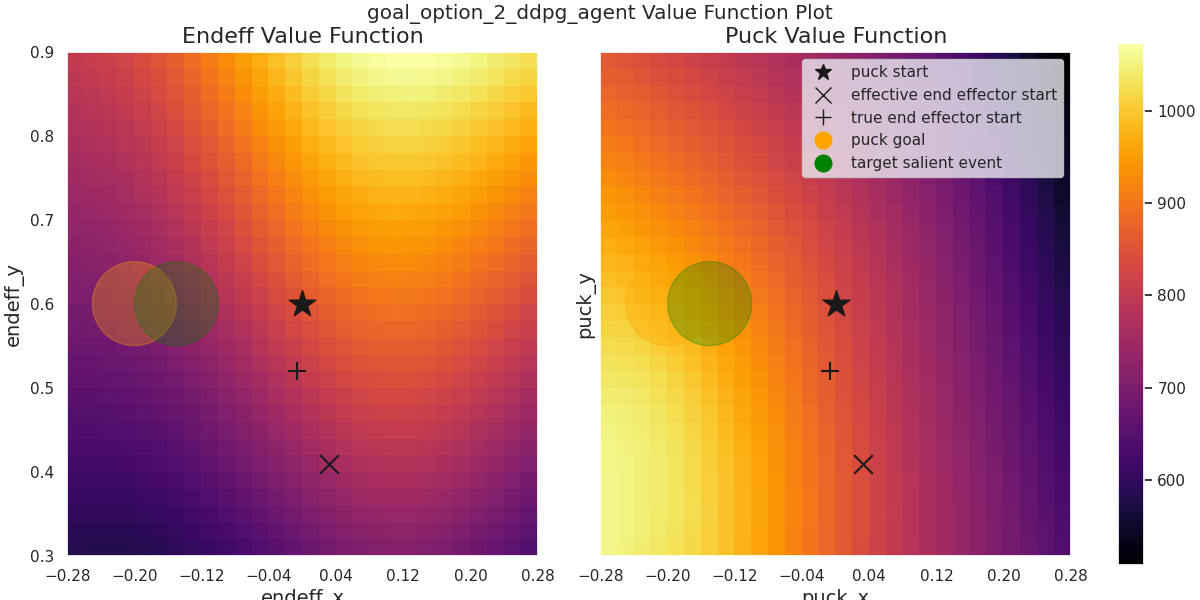 goal_option_2_ddpg_agent Value Function Plot
Endeff Value Function
Puck Value Function
endeff_y
0.9
0.8
0.7
0.6
0.5
0.4
0.3
−0.28 −0.20 −0.12 −0.04 0.04 0.12 0.20 0.28
endeff_x
puck_y
puck start
effective end effector start
true end effector start
puck goal
target salient event
−0.28 −0.20 −0.12 −0.04 0.04 0.12 0.20 0.28
puck_x
1000
900
800
700
600